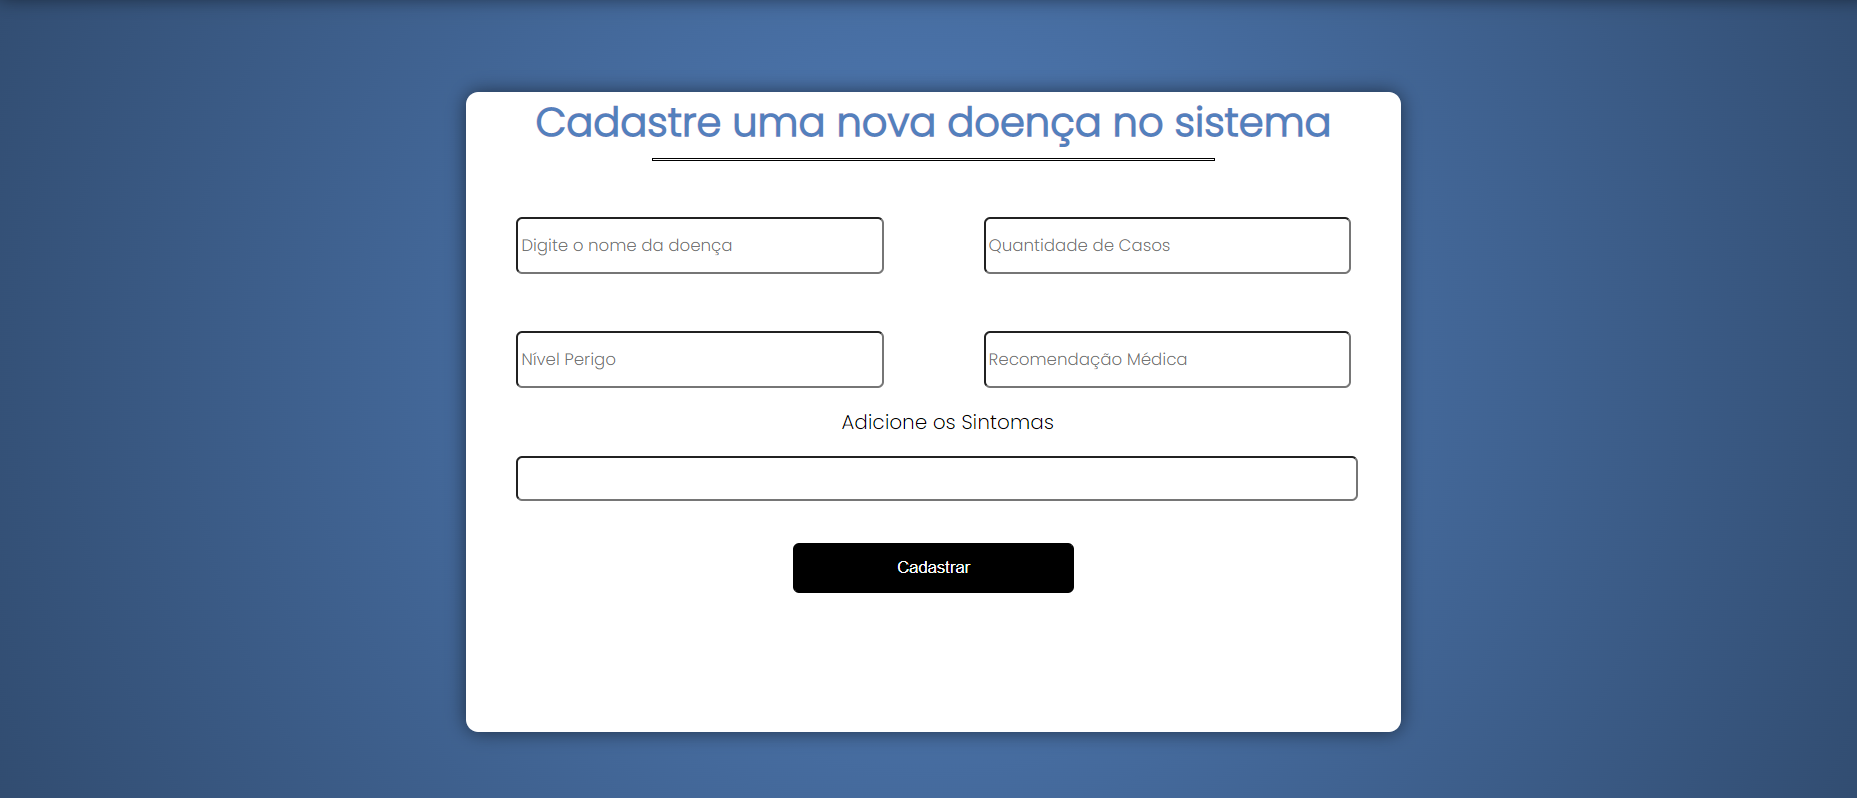 Cadastre uma nova doença no sistema
Digite o nome da doença
Quantidade de Casos
Nível Perigo
Recomendação Médica
Adicione os Sintomas
Cadastrar